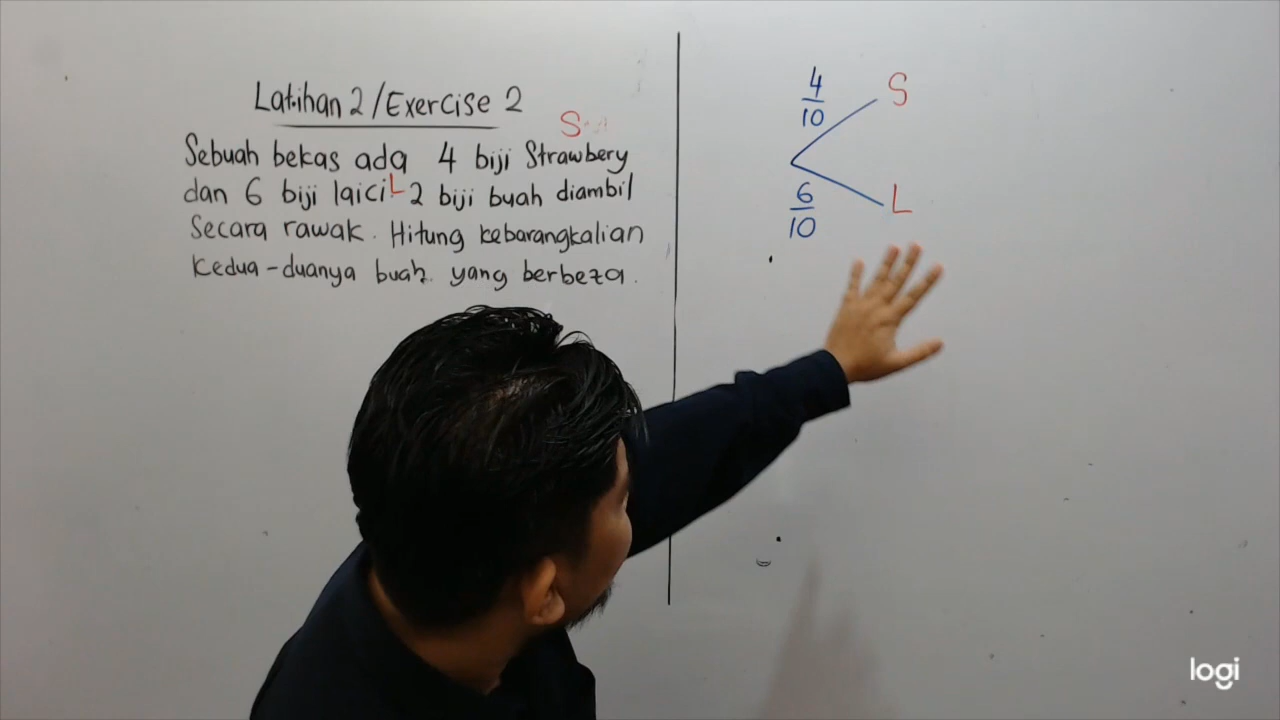 Latihan 2 / Exercise 2
S
Sebuah bekas ada 4 biji Strawbery
dan 6 biji laici L 2 biji buah diambil
Secara rawak. Hitung kebarangkalian
Kedua-duanya buah yang berbeza.
4/10 S
6/10 L
logi